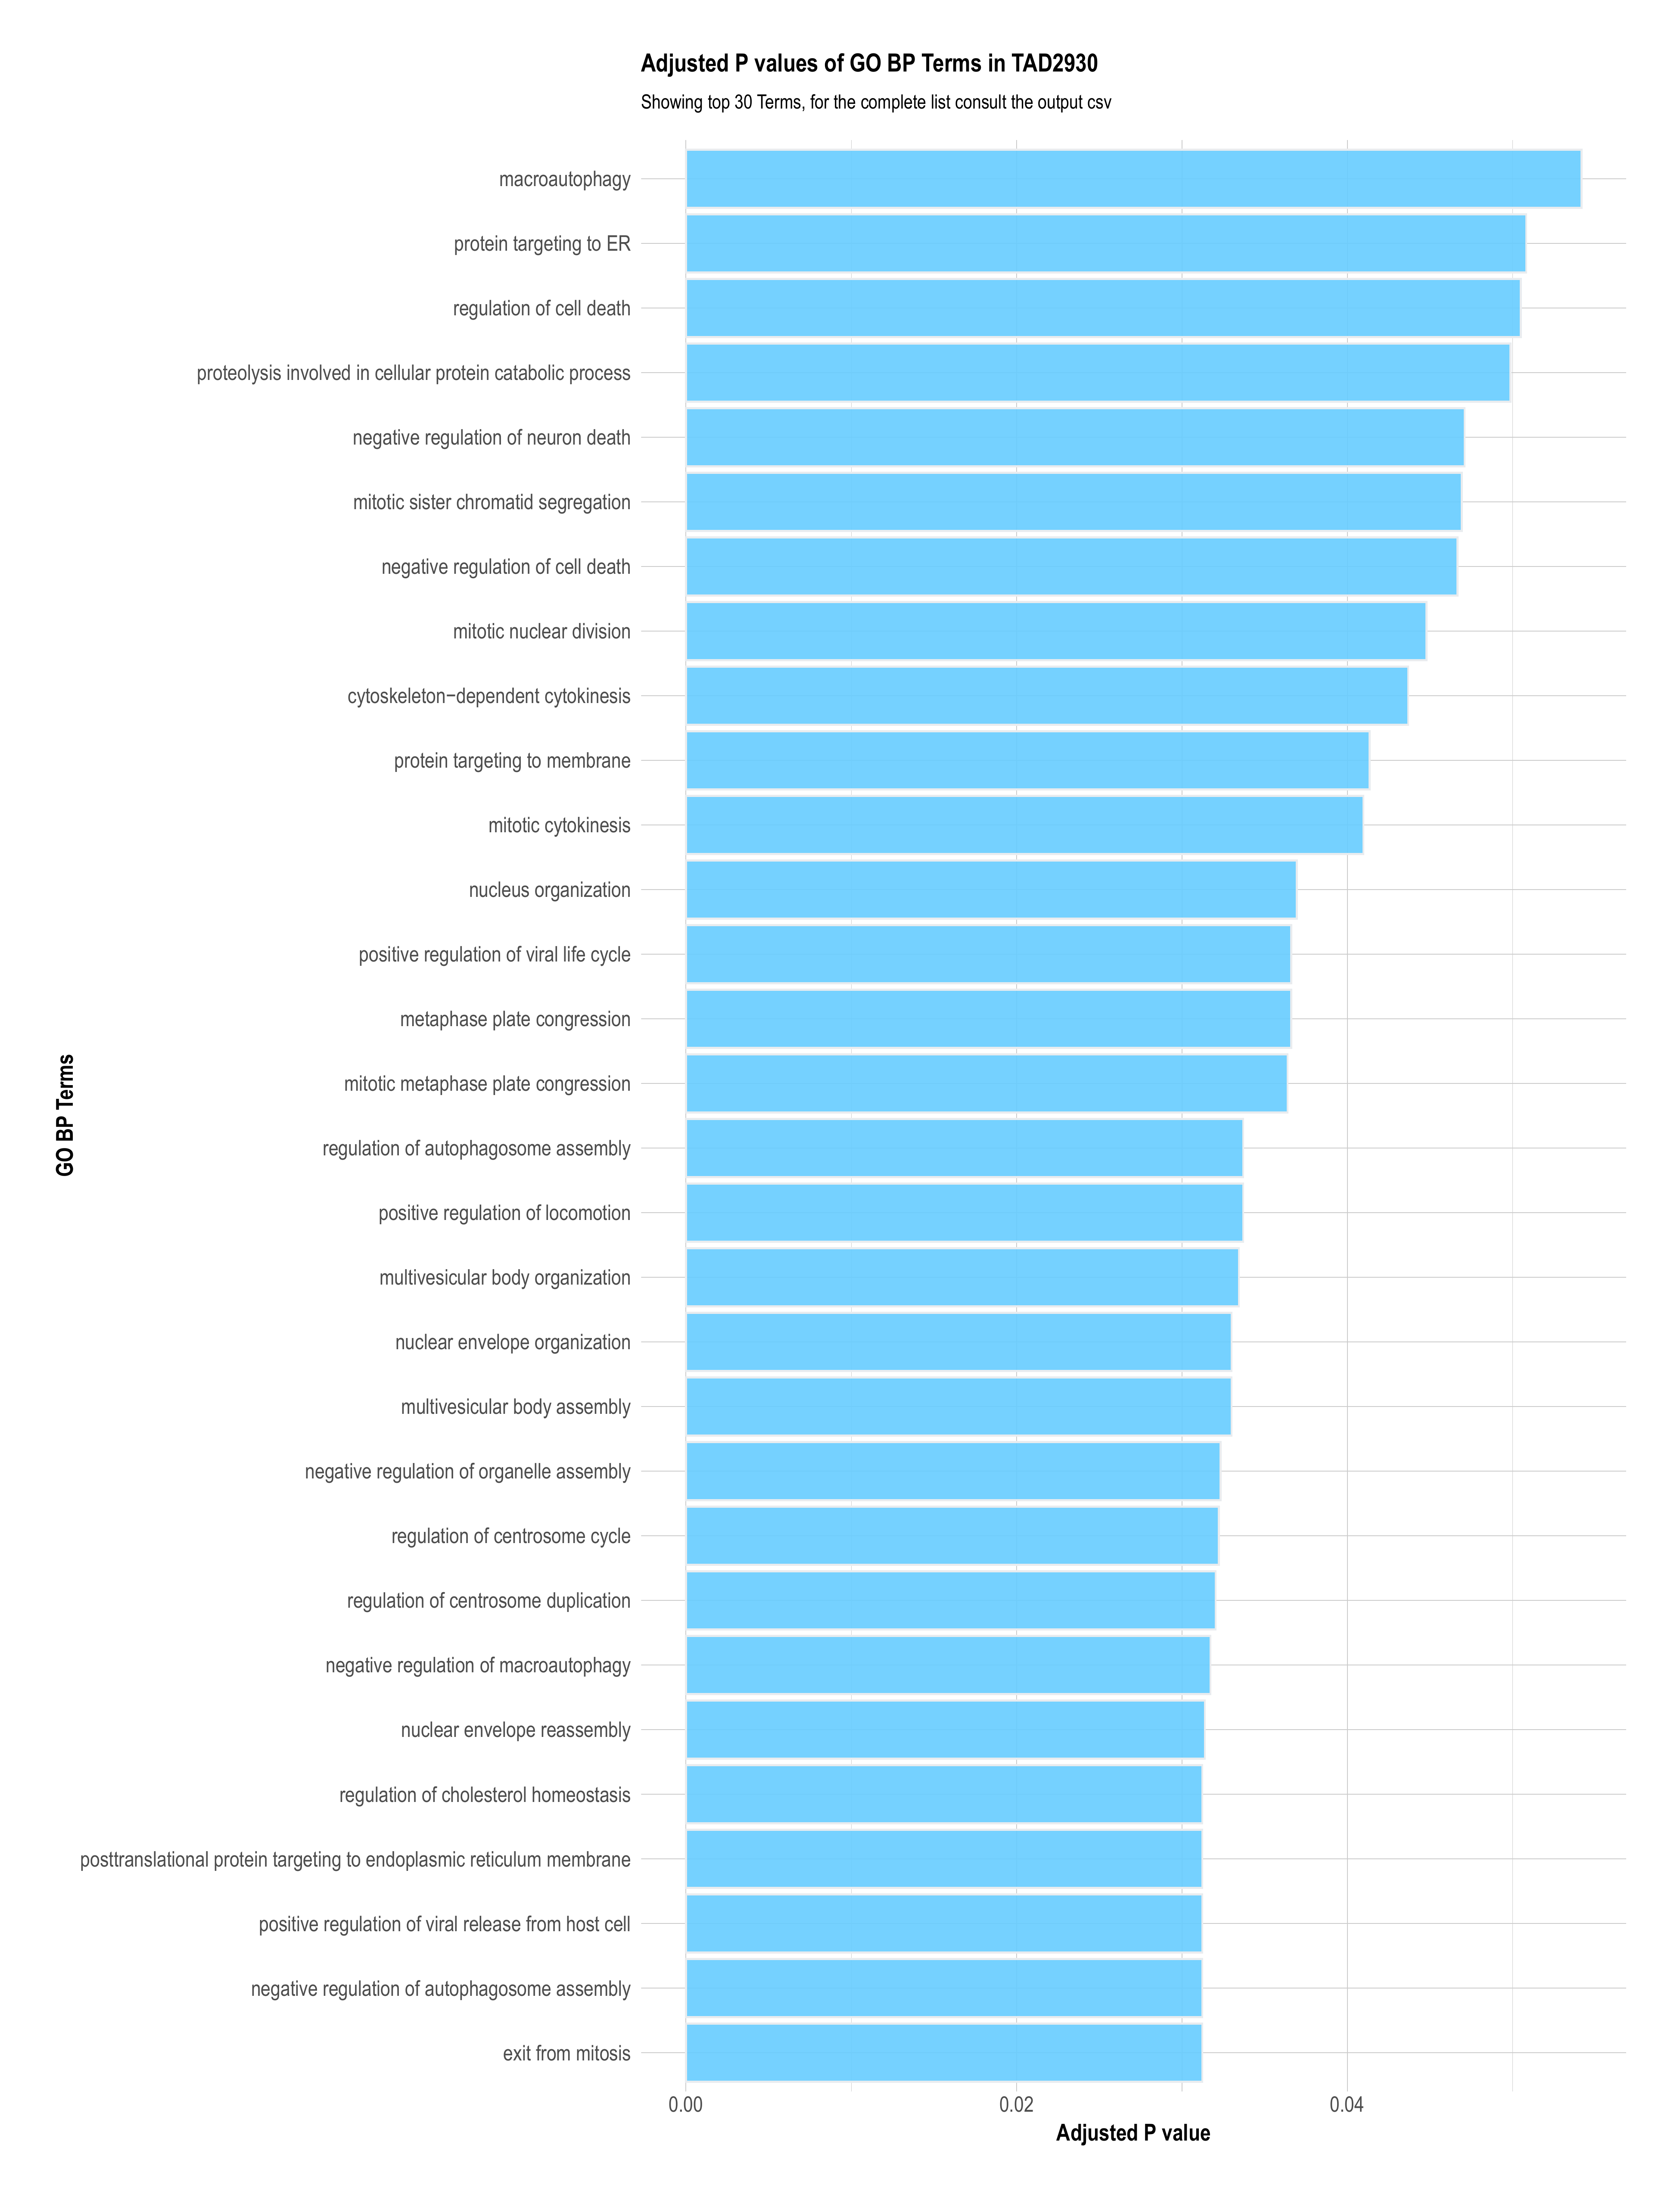 Adjusted P values of GO BP Terms in TAD2930
Showing top 30 Terms, for the complete list consult the output csv
macroautophagy
protein targeting to ER
regulation of cell death
proteolysis involved in cellular protein catabolic process
negative regulation of neuron death
mitotic sister chromatid segregation
negative regulation of cell death
mitotic nuclear division
cytoskeleton−dependent cytokinesis
protein targeting to membrane
mitotic cytokinesis
nucleus organization
positive regulation of viral life cycle
metaphase plate congression
mitotic metaphase plate congression
regulation of autophagosome assembly
positive regulation of locomotion
multivesicular body organization
nuclear envelope organization
multivesicular body assembly
negative regulation of organelle assembly
regulation of centrosome cycle
regulation of centrosome duplication
negative regulation of macroautophagy
nuclear envelope reassembly
regulation of cholesterol homeostasis
posttranslational protein targeting to endoplasmic reticulum membrane
positive regulation of viral release from host cell
negative regulation of autophagosome assembly
exit from mitosis
GO BP Terms
0.00 0.02 0.04
Adjusted P value